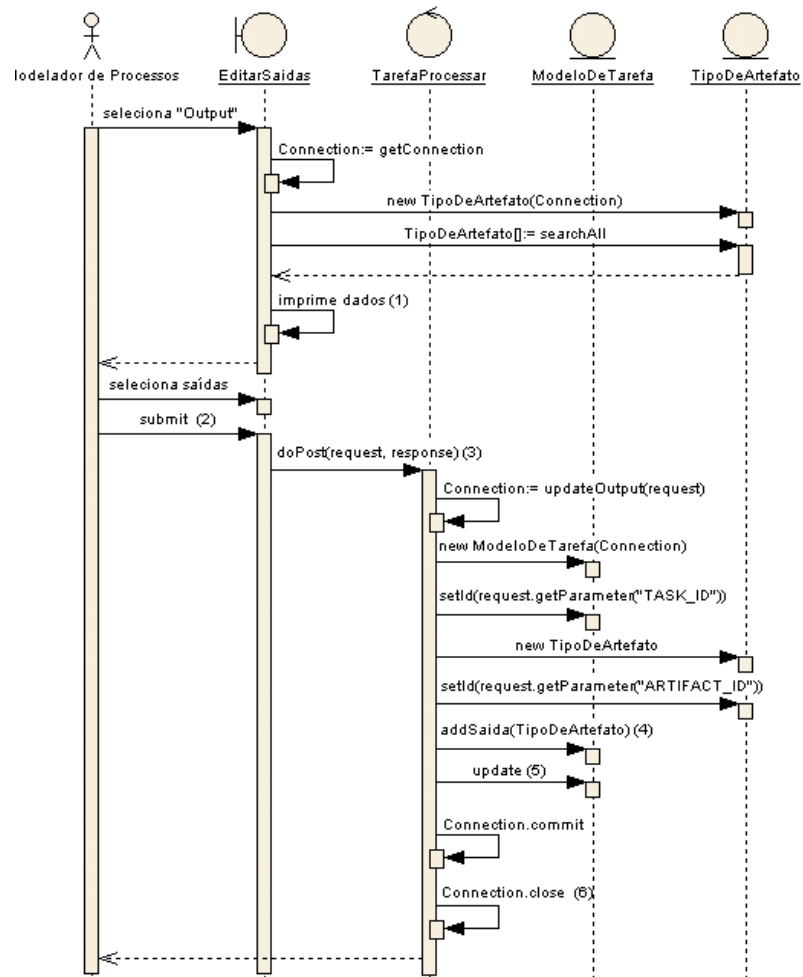 lodelador de Processos
EditarSaidas
TarefaProcessar
ModeloDeTarefa
TipoDeArtefato
seleciona "Output"
Connection:= getConnection
new TipoDeArtefato(Connection)
TipoDeArtefato[]:= searchAll
imprime dados (1)
seleciona saídas
submit (2)
doPost(request, response) (3)
Connection:= updateOutput(request)
new ModeloDeTarefa(Connection)
setId(request.getParameter("TASK_ID"))
new TipoDeArtefato
setId(request.getParameter("ARTIFACT_ID"))
addSaida(TipoDeArtefato) (4)
update (5)
Connection.commit
Connection.close (6)